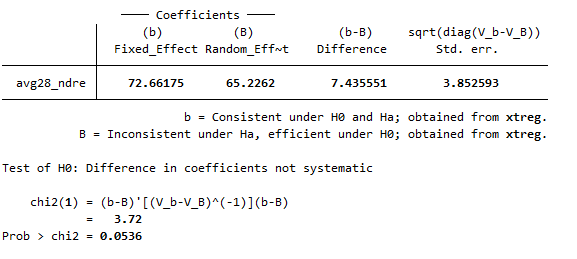 Coefficients
(b) (B) (b-B) sqrt(diag(V_b-V_B))
Fixed_Effect Random_Eff~t Difference Std. err.
avg28_ndre 72.66175 65.2262 7.435551 3.852593
b = Consistent under H0 and Ha; obtained from xtreg.
B = Inconsistent under Ha, efficient under H0; obtained from xtreg.
Test of H0: Difference in coefficients not systematic
chi2(1) = (b-B)'[(V_b-V_B)^(-1)](b-B)
= 3.72
Prob > chi2 = 0.0536